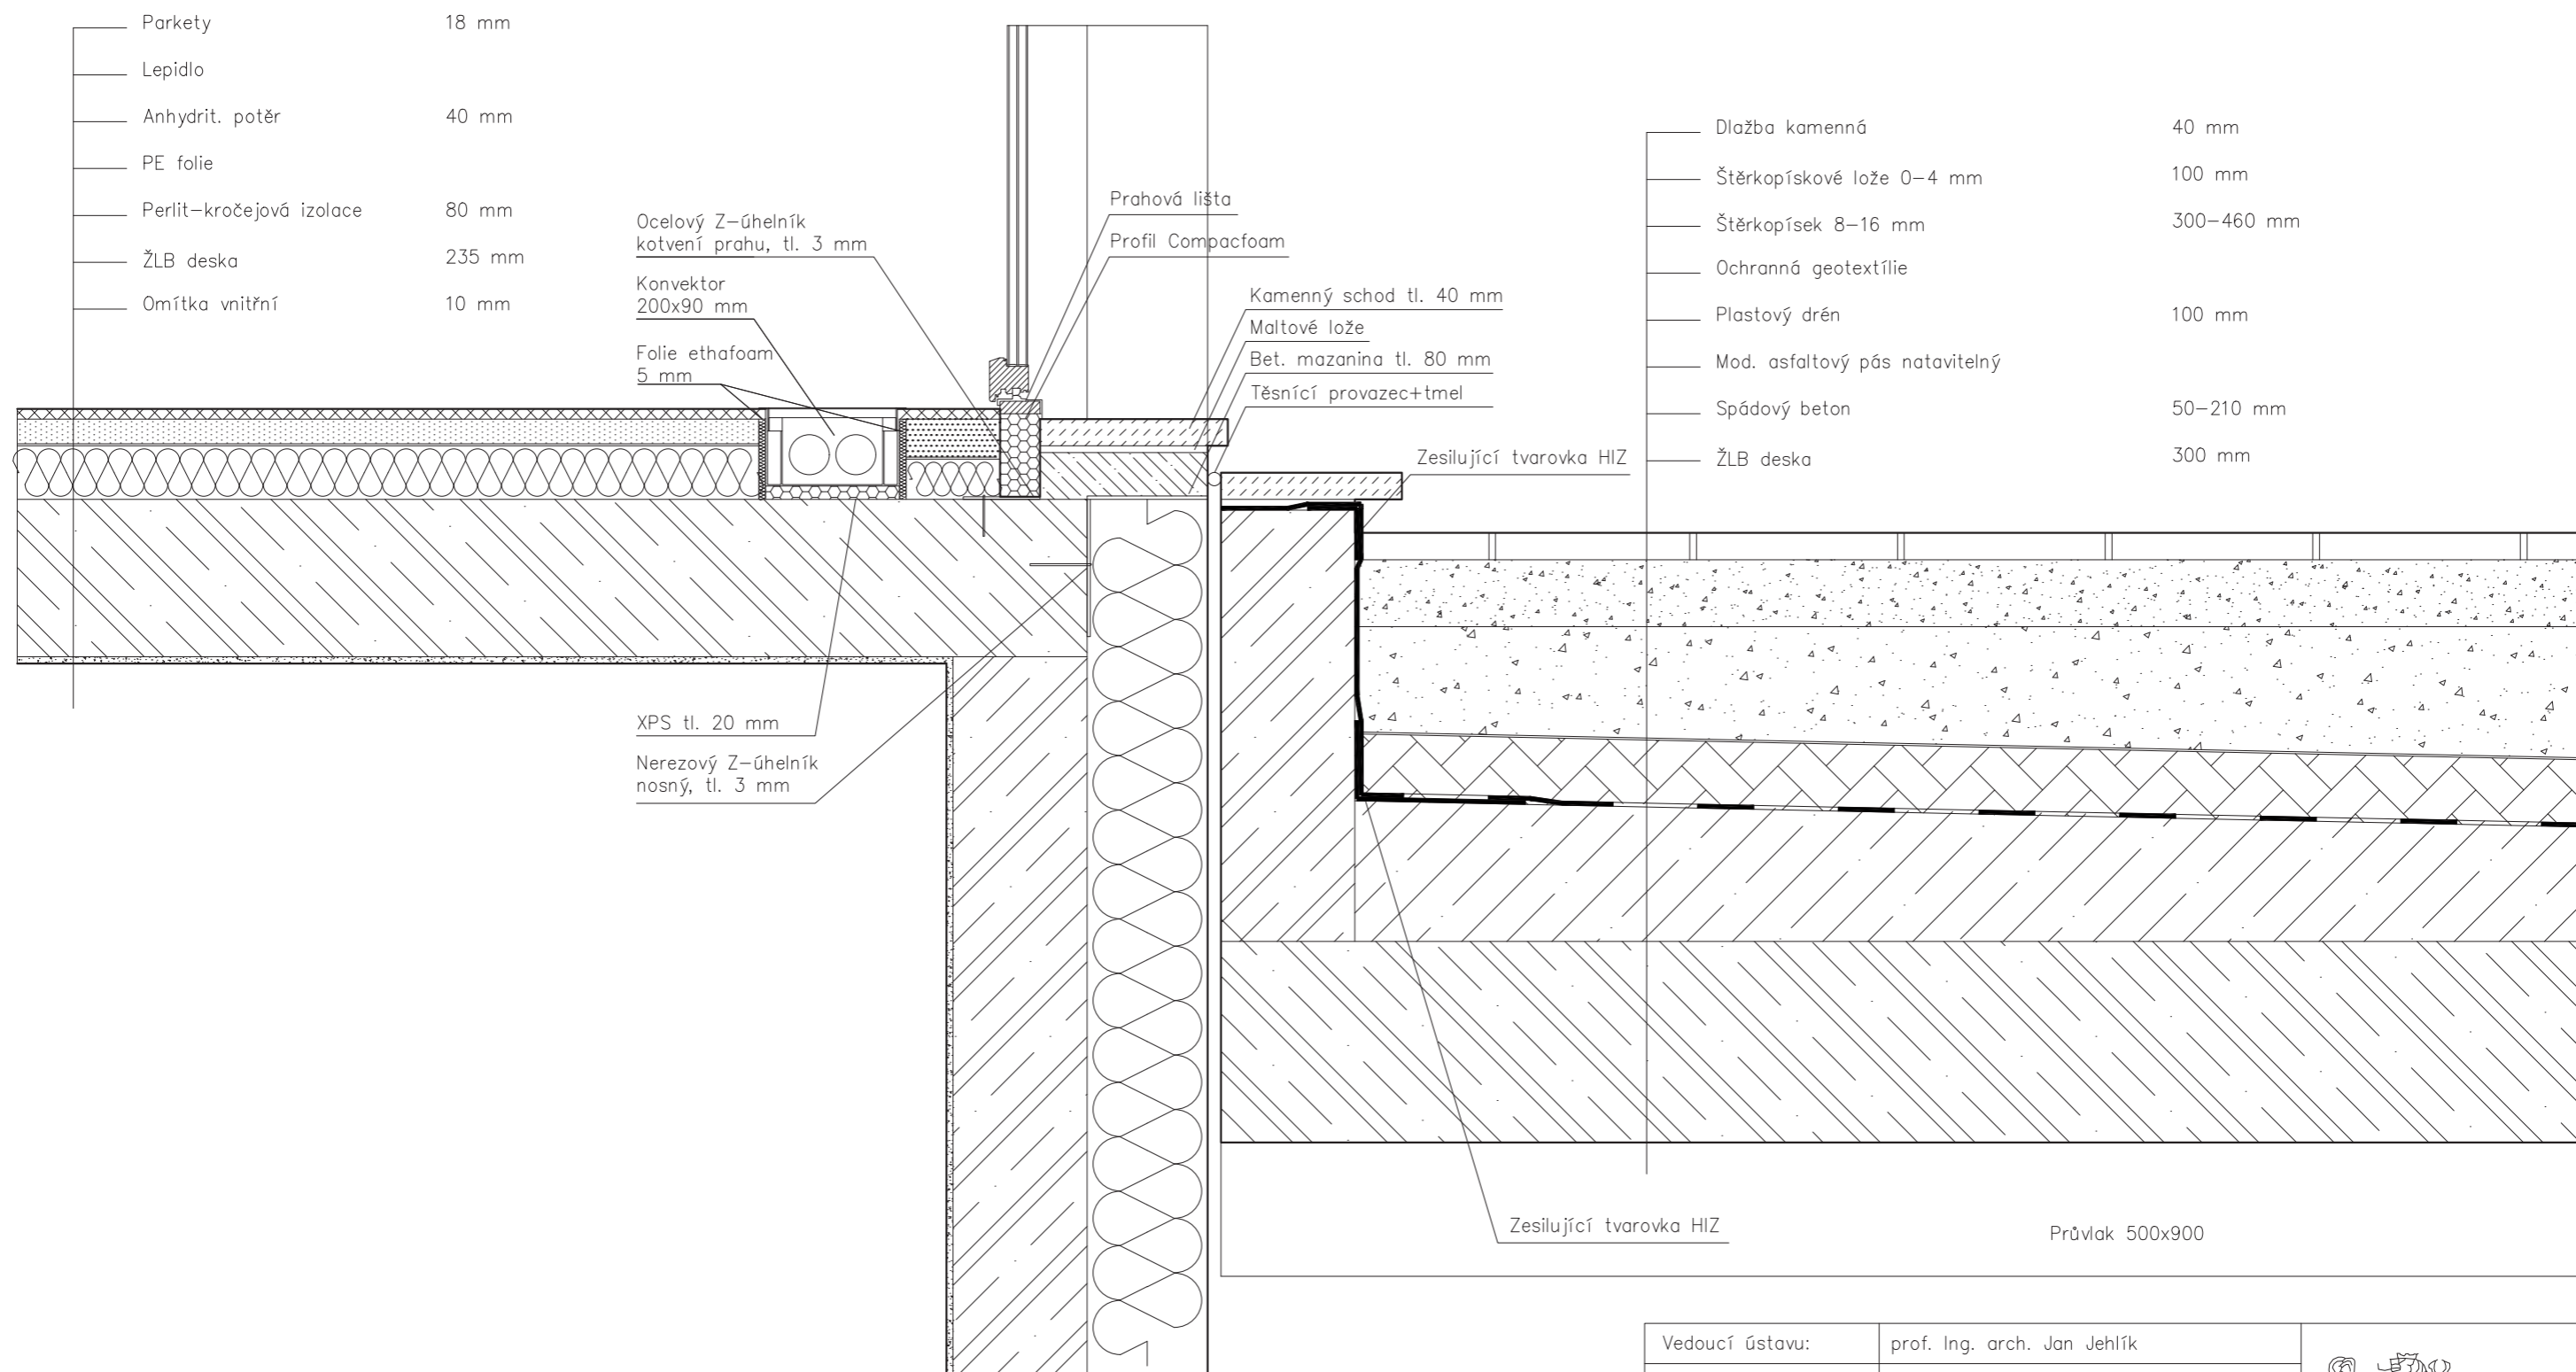 Parkety 18 mm
Lepidlo
Anhydrit. potěr 40 mm
PE folie
Perlit-kročejová izolace 80 mm
ŽLB deska 235 mm
Omítka vnitřní 10 mm
Ocelový Z-úhelník
kotvení prahu, tl. 3 mm
Konvektor
200x90 mm
Folie ethafoam
5 mm
XPS tl. 20 mm
Nerezový Z-úhelník
nosný, tl. 3 mm
Prahová lišta
Profil Compacfoam
Kamenný schod tl. 40 mm
Maltové lože
Bet. mazanina tl. 80 mm
Těsnící provazec+tmel
Zesilující tvarovka HIZ
Dlažba kamenná 40 mm
Štěrkopískové lože 0-4 mm 100 mm
Štěrkopísek 8-16 mm 300-460 mm
Ochranná geotextílie
Plastový drén 100 mm
Mod. asfaltový pás natavitelný
Spádový beton 50-210 mm
ŽLB deska 300 mm
Zesilující tvarovka HIZ
Průvlak 500x900
Vedoucí ústavu: prof. Ing. arch. Jan Jehlík